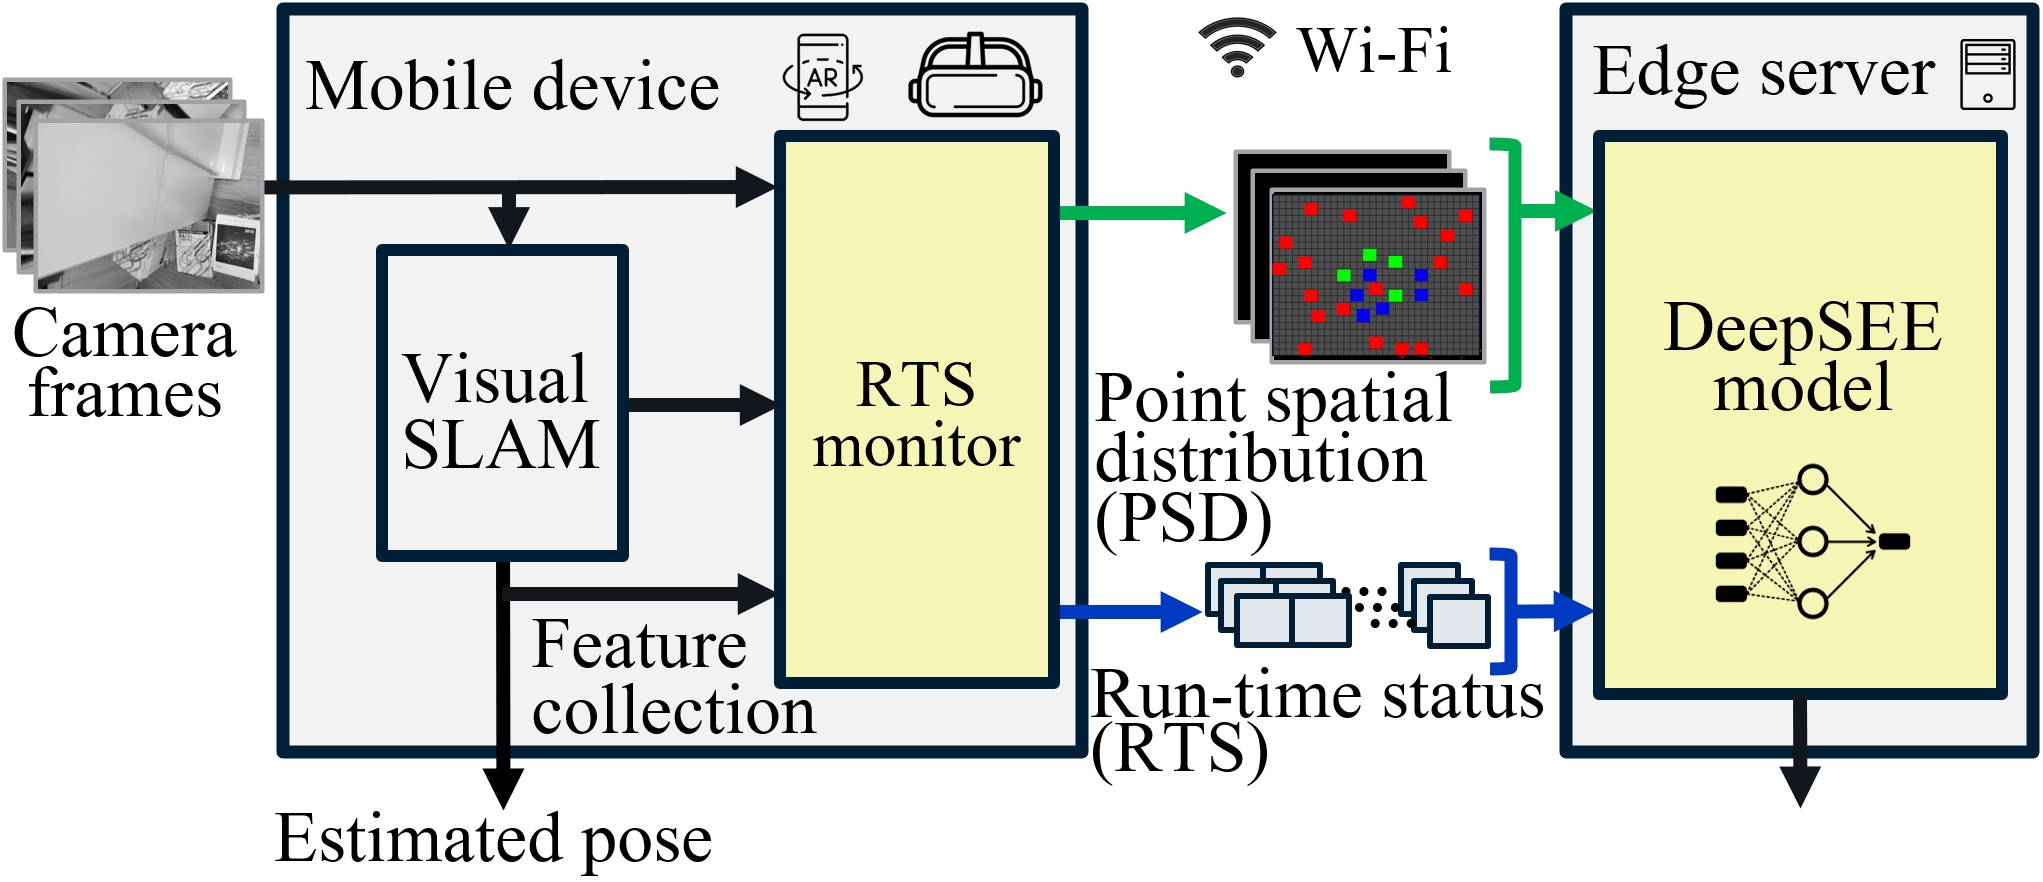 Mobile device
AR
Wi-Fi
Edge server
Camera
frames
Visual
SLAM
RTS
monitor
Feature
collection
Estimated pose
Point spatial
distribution
(PSD)
Run-time status
(RTS)
DeepSEE
model